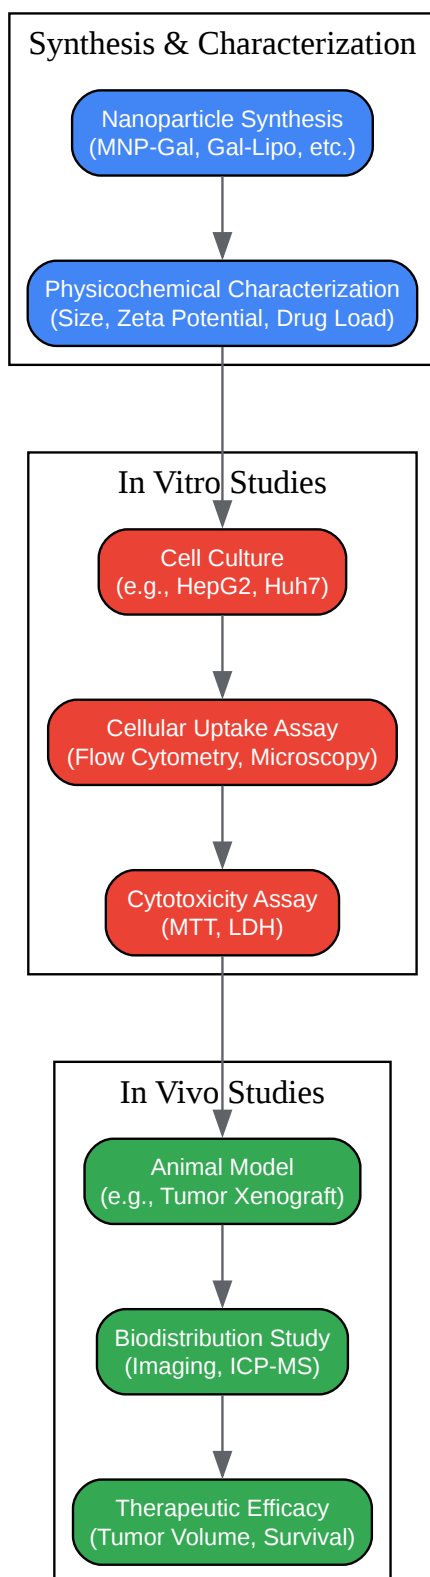 Synthesis & Characterization
Nanoparticle Synthesis
(MNP-Gal, Gal-Lipo, etc.)
Physicochemical Characterization
(Size, Zeta Potential, Drug Load)
In Vitro Studies
Cell Culture
(e.g., HepG2, Huh7)
Cellular Uptake Assay
(Flow Cytometry, Microscopy)
Cytotoxicity Assay
(MTT, LDH)
In Vivo Studies
Animal Model
(e.g., Tumor Xenograft)
Biodistribution Study
(Imaging, ICP-MS)
Therapeutic Efficacy
(Tumor Volume, Survival)